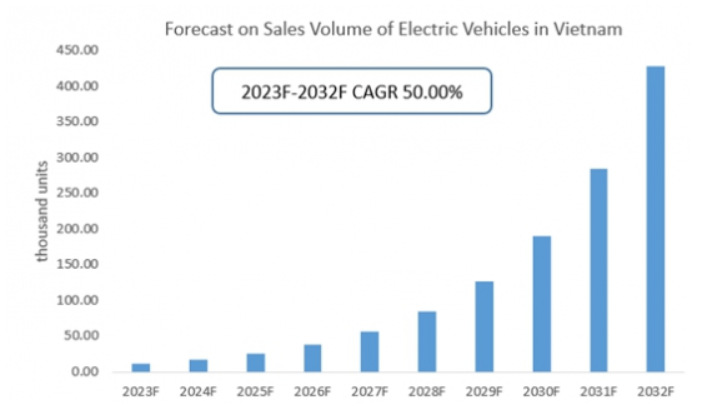 Forecast on Sales Volume of Electric Vehicles in Vietnam
450.00
400.00
350.00
300.00
250.00
200.00
150.00
100.00
50.00
0.00
thousand units
2023F-2032F CAGR 50.00%
2023F 2024F 2025F 2026F 2027F 2028F 2029F 2030F 2031F 2032F